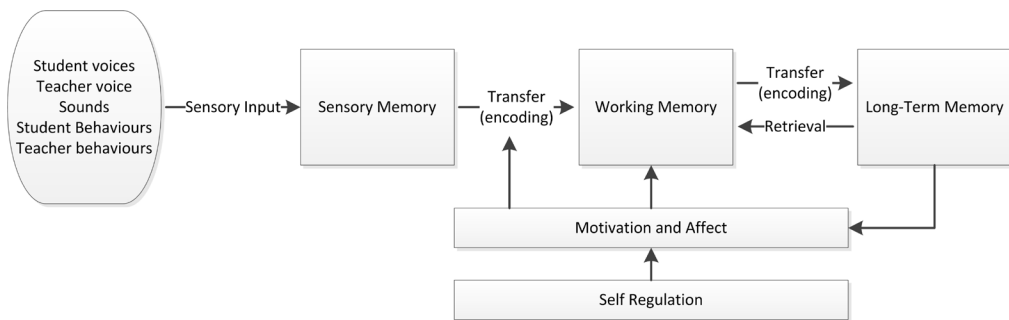 Student voices
Teacher voice
Sounds
Student Behaviours
Teacher behaviours
Sensory Input
Sensory Memory
Transfer
(encoding)
Working Memory
Transfer
(encoding)
Retrieval
Long-Term Memory
Motivation and Affect
Self Regulation